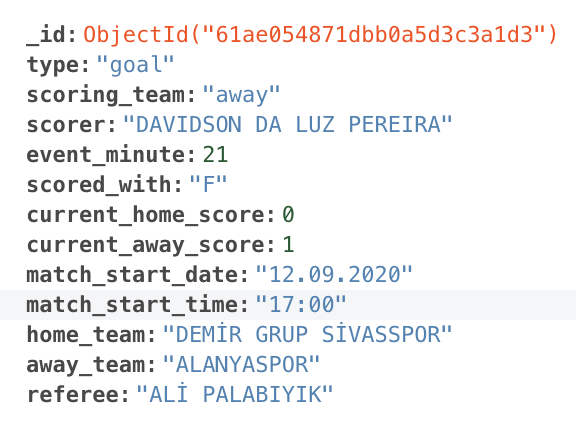 _id: ObjectId("61ae054871dbb0a5d3c3a1d3")
type: "goal"
scoring_team: "away"
scorer: "DAVIDSON DA LUZ PEREIRA"
event_minute: 21
scored_with: "F"
current_home_score: 0
current_away_score: 1
match_start_date: "12.09.2020"
match_start_time: "17:00"
home_team: "DEMİR GRUP SİVASSPOR"
away_team: "ALANYASPOR"
referee: "ALİ PALABIYIK"